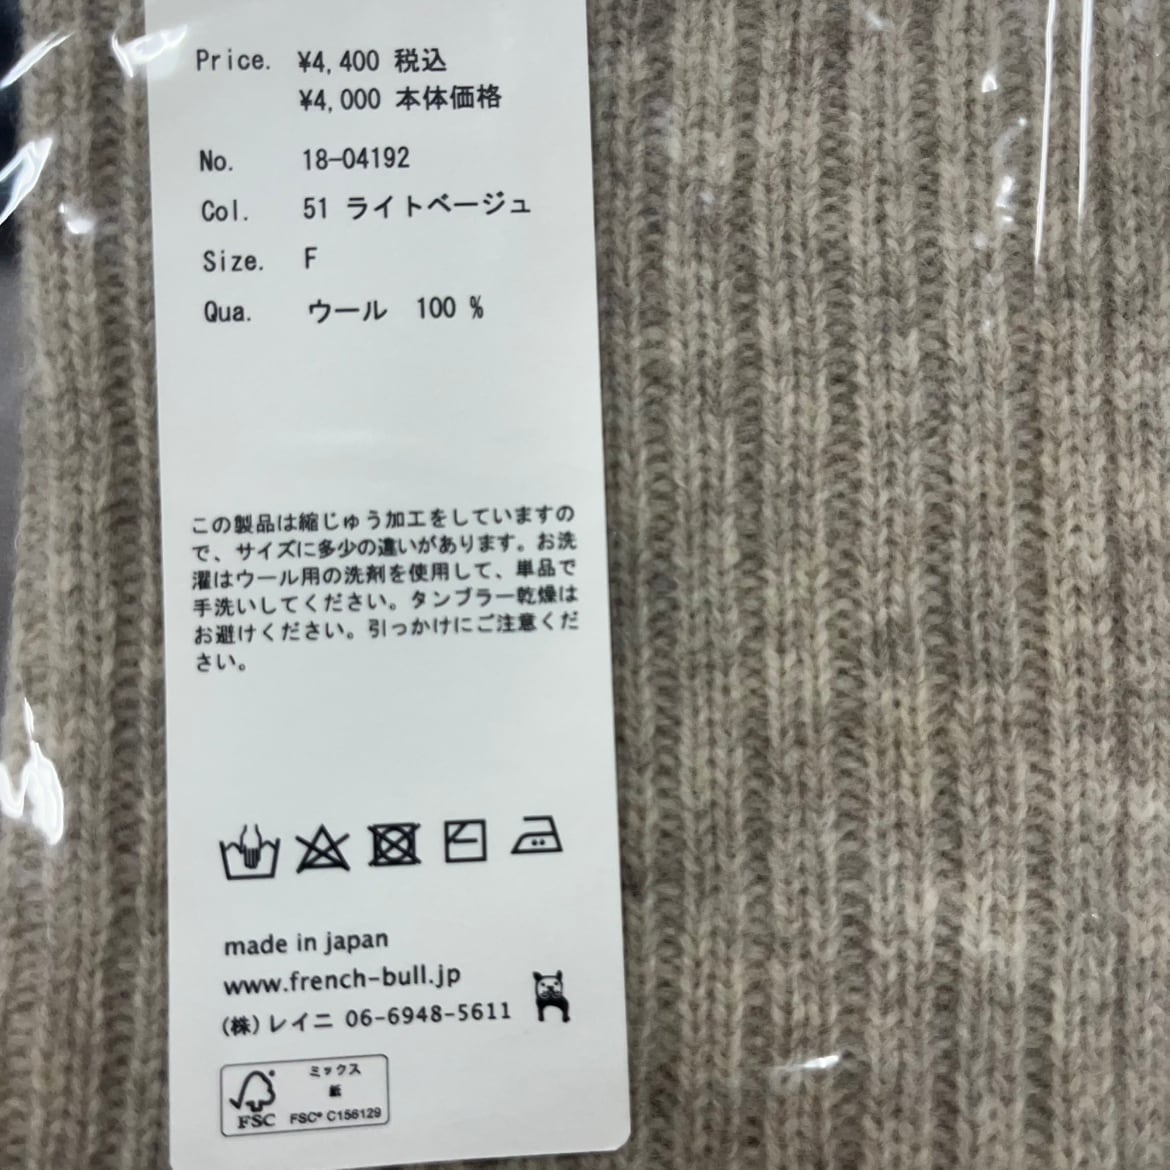 Price. ¥4,400 税込
¥4,000 本体価格
No. 18-04192
Col. 51 ライトベージュ
Size. F
Qua. ウール 100 %
この製品は縮じゅう加工をしていますの
で、サイズに多少の違いがあります。お洗
濯はウール用の洗剤を使用して、単品で
手洗いしてください。タンブラー乾燥は
お避けください。引っかけにご注意くだ
さい。
made in japan
www.french-bull.jp
(株)レイニ 06-6948-5611
ミックス
紙
FSC FSC® C156129